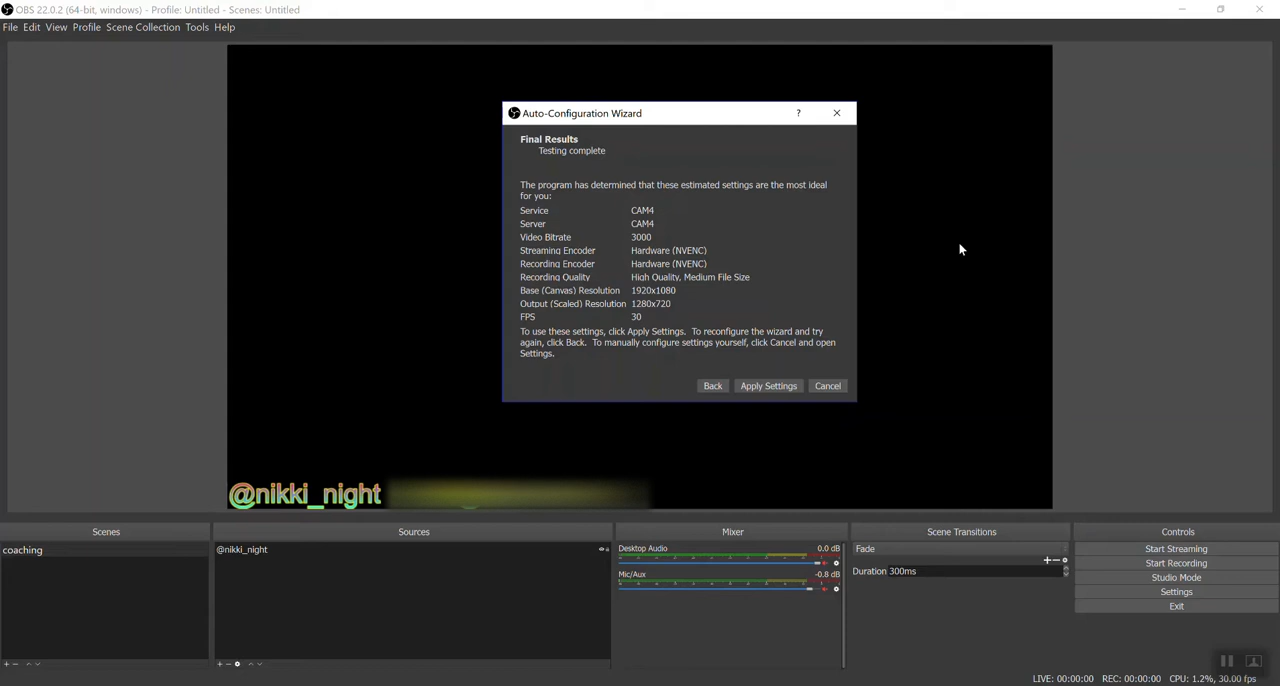 OBS 22.0.2 (64-bit, windows) - Profile: Untitled - Scenes: Untitled
File Edit View Profile Scene Collection Tools Help
Auto-Configuration Wizard ?
Final Results
Testing complete
The program has determined that these estimated settings are the most ideal
for you:
Service CAM4
Server CAM4
Video Bitrate 3000
Streaming Encoder Hardware (NVENC)
Recording Encoder Hardware (NVENC)
Recording Quality High Quality, Medium File Size
Base (Canvas) Resolution 1920x1080
Output (Scaled) Resolution 1280x720
FPS 30
To use these settings, click Apply Settings. To reconfigure the wizard and try
again, click Back. To manually configure settings yourself, click Cancel and open
Settings.
Back Apply Settings Cancel
@nikki_night
Scenes Sources Mixer Scene Transitions Controls
coaching
@nikki_night
Desktop Audio 0.0 dB
Mic/Aux -0.8 dB
Fade
Duration 300ms
Start Streaming
Start Recording
Studio Mode
Settings
Exit
LIVE: 00:00:00 REC: 00:00:00 CPU: 1.2%, 30.00 fps